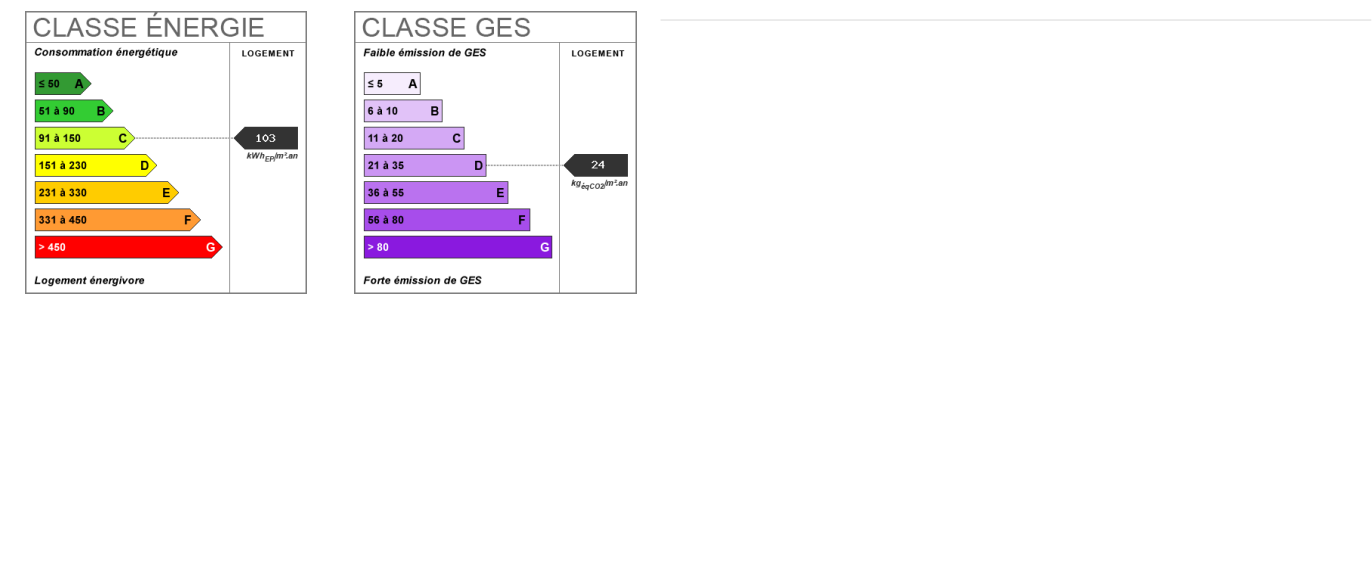 CLASSE ÉNERGIE
Consommation énergétique
LOGEMENT
≤ 50 A
51 à 90 B
91 à 150 C
103
kWhEP/m².an
151 à 230 D
231 à 330 E
331 à 450 F
> 450 G
Logement énergivore
CLASSE GES
Faible émission de GES
LOGEMENT
≤ 5 A
6 à 10 B
11 à 20 C
21 à 35 D
24
kgéqCO2/m².an
36 à 55 E
56 à 80 F
> 80 G
Forte émission de GES